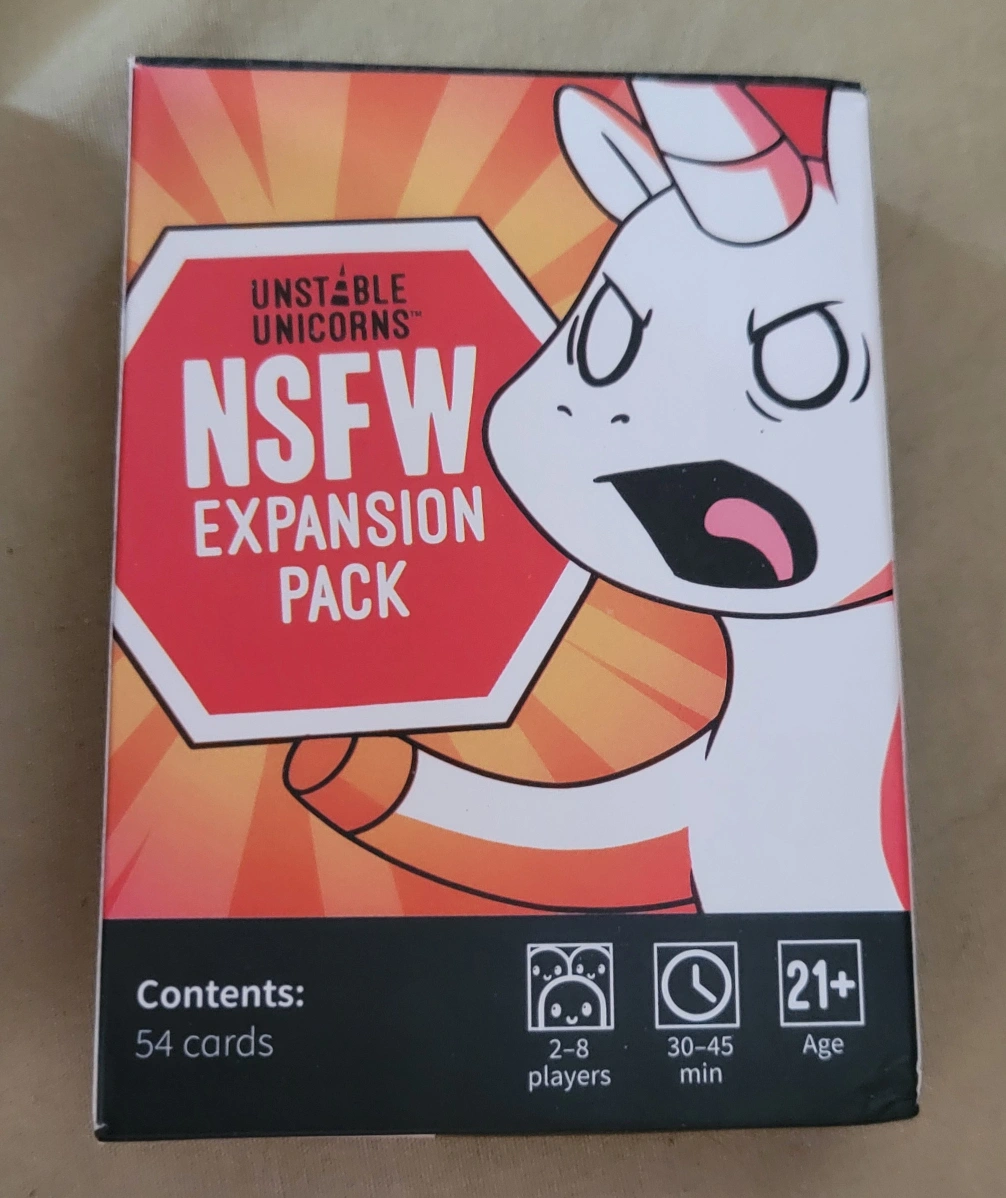 UNSTABLE
UNICORNS™
NSFW
EXPANSION
PACK
Contents:
54 cards
2–8
players
30–45
min
21+
Age